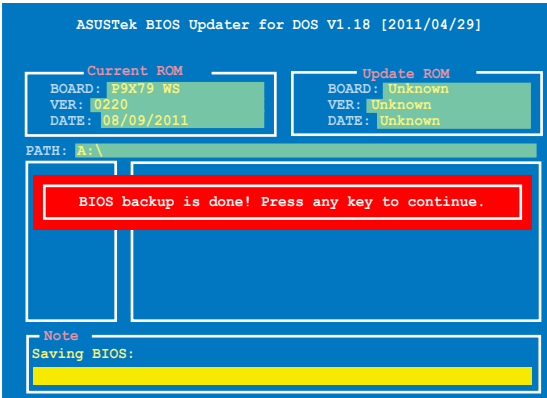 ASUSTek BIOS Updater for DOS V1.18 [2011/04/29]
Current ROM
BOARD: P9X79 WS
VER: 0220
DATE: 08/09/2011
Update ROM
BOARD: Unknown
VER: Unknown
DATE: Unknown
PATH: A:\
BIOS backup is done! Press any key to continue.
Note
Saving BIOS: